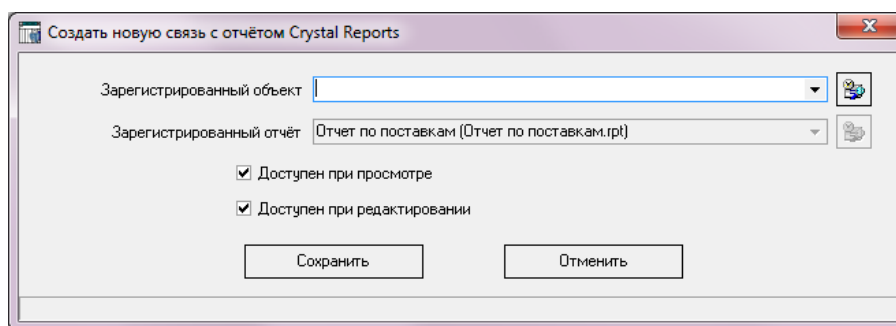 Создать новую связь с отчётом Crystal Reports
Зарегистрированный объект
Зарегистрированный отчёт Отчет по поставкам (Отчет по поставкам.rpt)
Доступен при просмотре
Доступен при редактировании
Сохранить Отменить